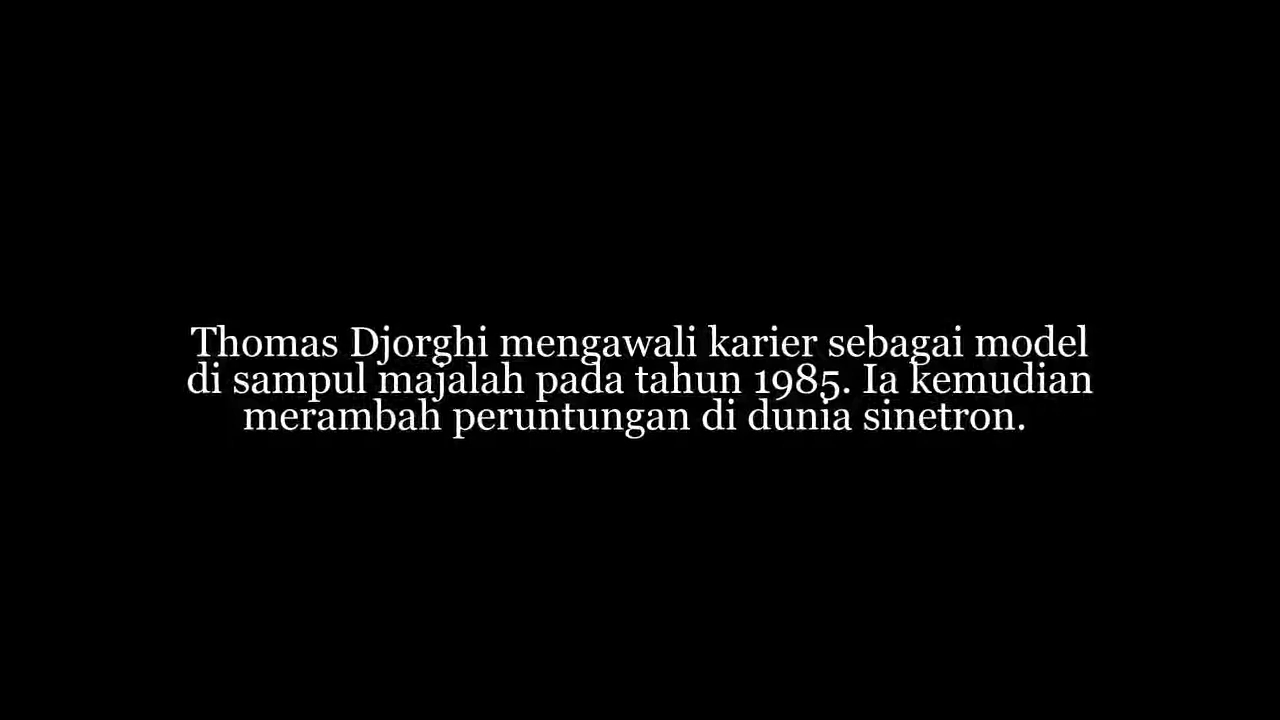 Thomas Djorghi mengawali karier sebagai model
di sampul majalah pada tahun 1985. Ia kemudian
merambah peruntungan di dunia sinetron.